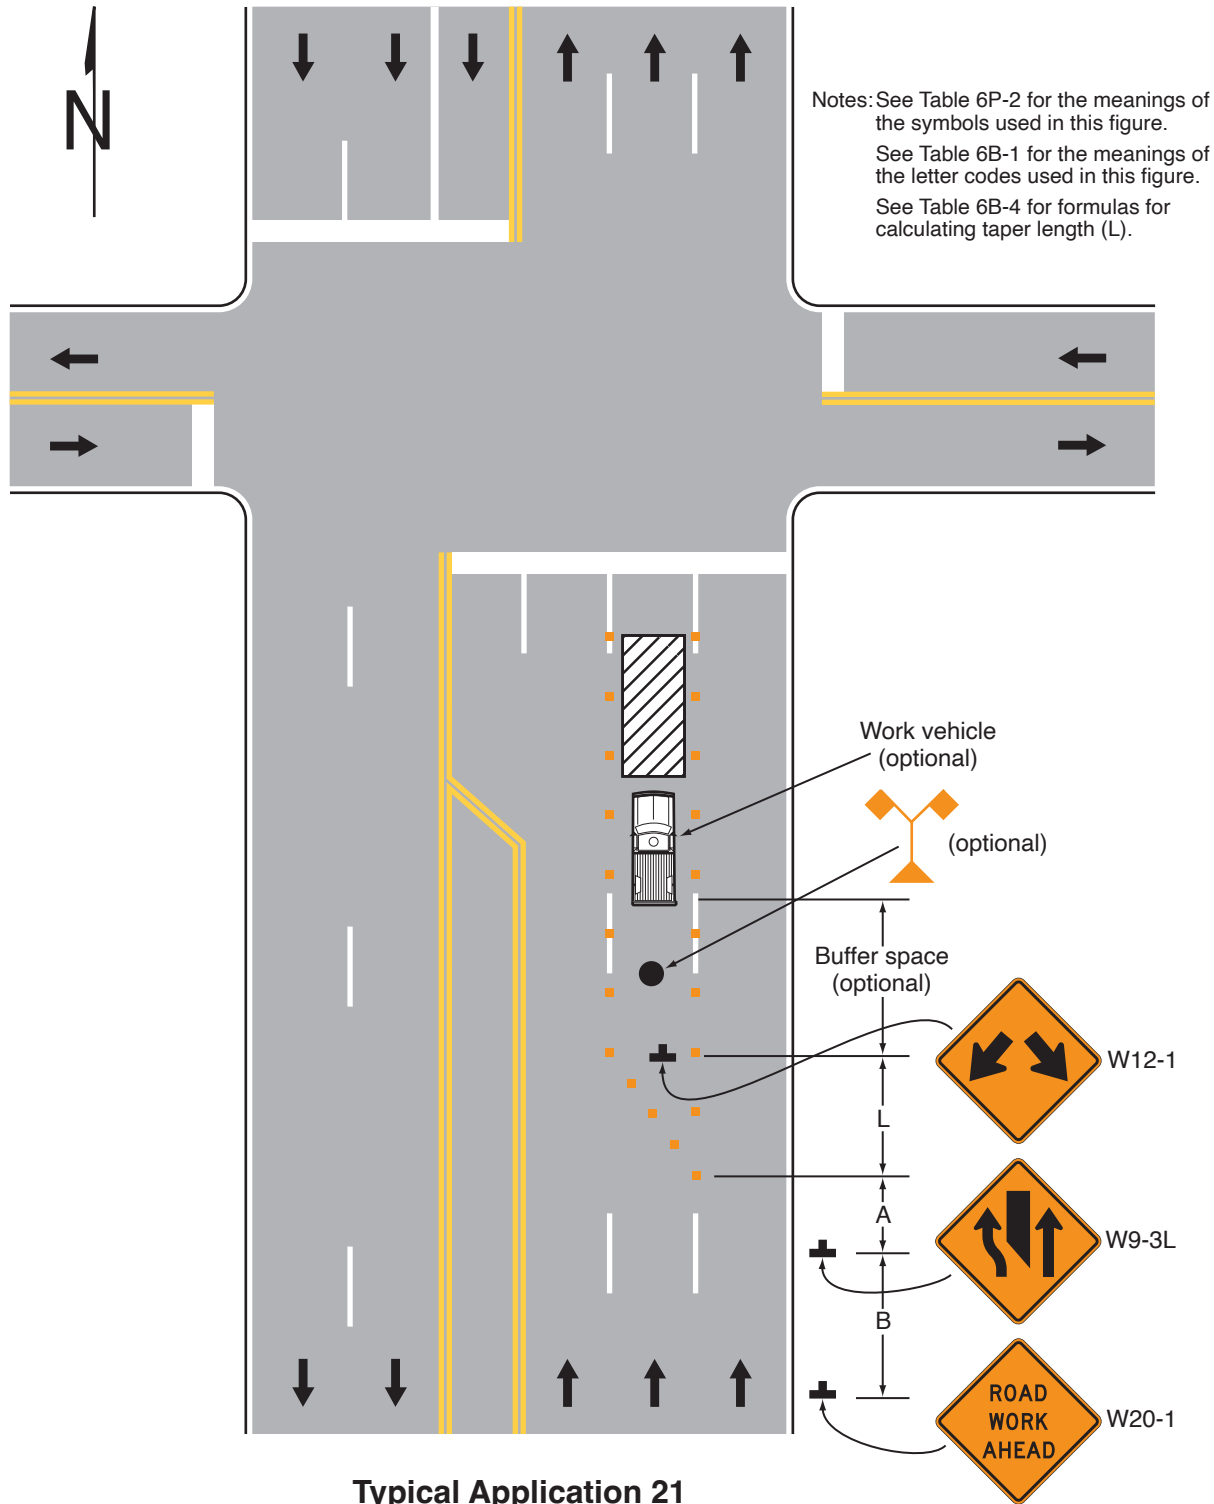 N
Notes: See Table 6P-2 for the meanings of
the symbols used in this figure.
See Table 6B-1 for the meanings of
the letter codes used in this figure.
See Table 6B-4 for formulas for
calculating taper length (L).
Work vehicle
(optional)
(optional)
Buffer space
(optional)
W12-1
L
A
W9-3L
B
ROAD
WORK
AHEAD
W20-1
Typical Application 21